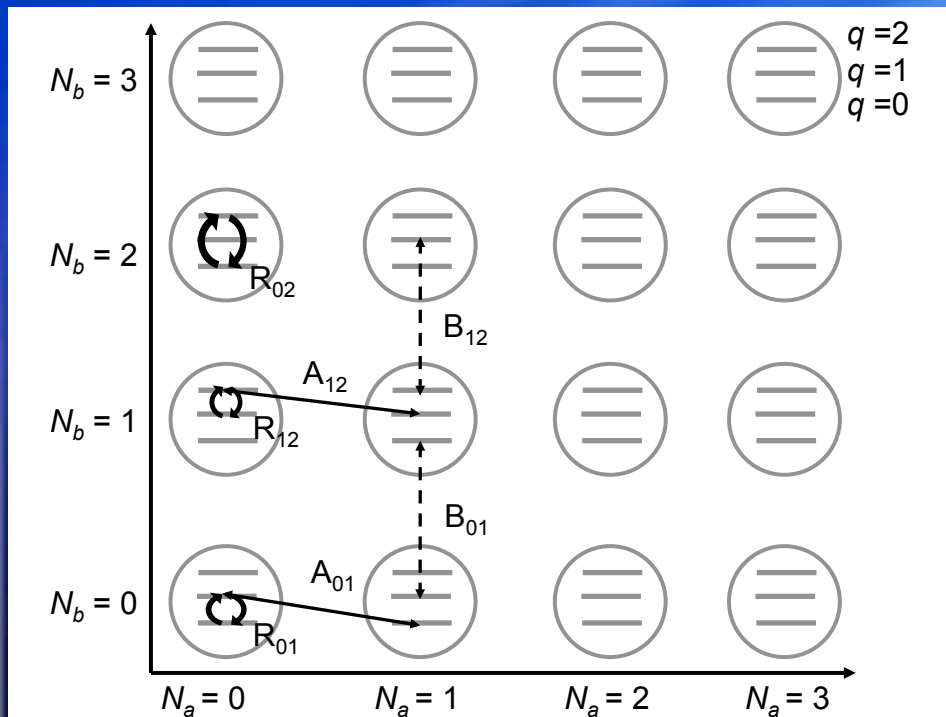 q =2
N_b = 3
q =1
q =0
N_b = 2
R_02
B_12
A_12
N_b = 1
R_12
B_01
A_01
N_b = 0
R_01
N_a = 0 N_a = 1 N_a = 2 N_a = 3